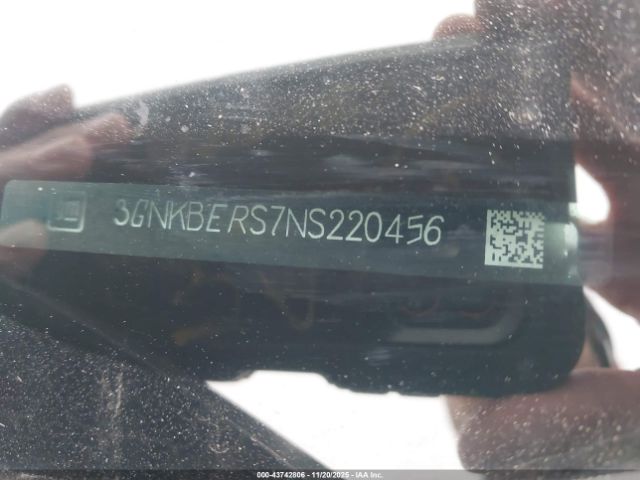 3GNKBERS7NS220456
000-43742806 - 11/20/2025 - IAA Inc.